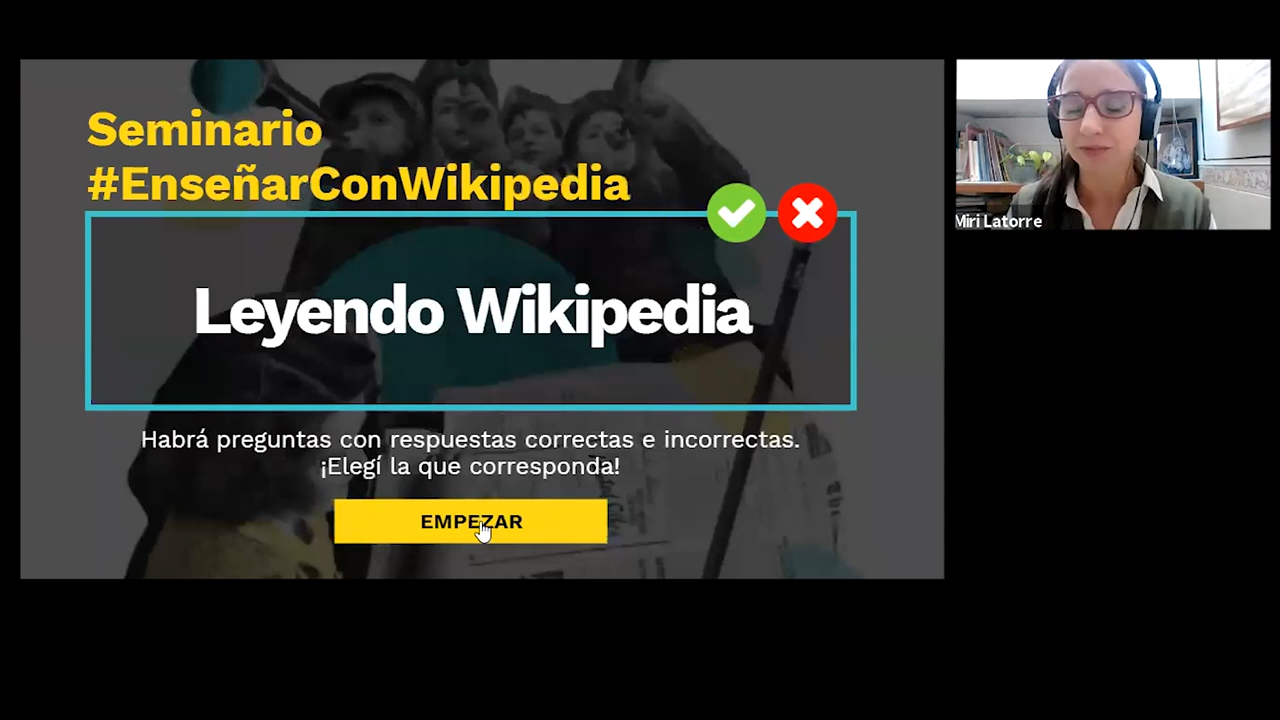 Seminario
#EnseñarConWikipedia
Leyendo Wikipedia
Habrá preguntas con respuestas correctas e incorrectas.
¡Elegí la que corresponda!
EMPEZAR
Miri Latorre